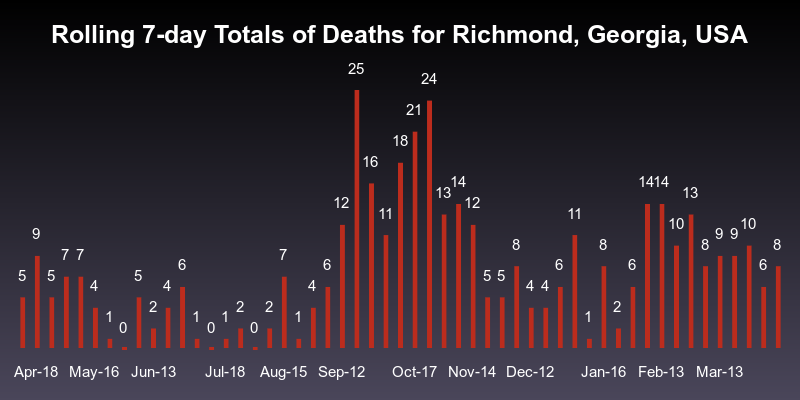 Rolling 7-day Totals of Deaths for Richmond, Georgia, USA
5 9 5 7 7 4 1 0 5 2 4 6 1 0 1 2 0 2 7 1 4 6 12 25 16 11 18 21 24 13 14 12 5 5 8 4 4 6 11 1 8 2 6 14 14 10 13 8 9 9 10 6 8
Apr-18 May-16 Jun-13 Jul-18 Aug-15 Sep-12 Oct-17 Nov-14 Dec-12 Jan-16 Feb-13 Mar-13